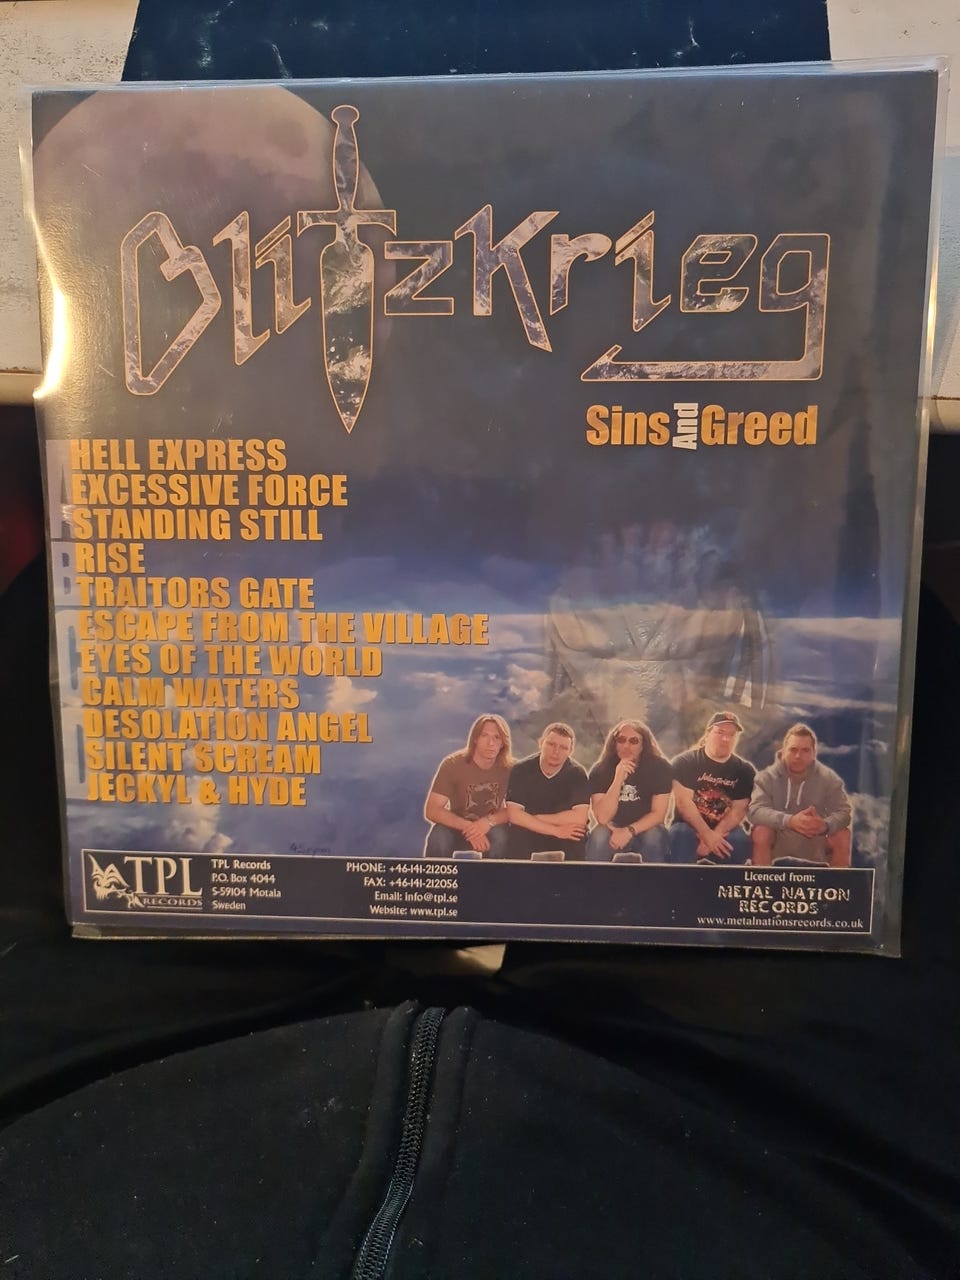 Blitzkrieg
Sins And Greed
A
HELL EXPRESS
EXCESSIVE FORCE
STANDING STILL
B
RISE
TRAITORS GATE
C
ESCAPE FROM THE VILLAGE
EYES OF THE WORLD
CALM WATERS
D
DESOLATION ANGEL
SILENT SCREAM
JECKYL & HYDE
45rpm
TPL
RECORDS
TPL Records
P.O. Box 4044
S-59104 Motala
Sweden
PHONE: +46-141-212056
FAX: +46-141-212056
Email: info@tpl.se
Website: www.tpl.se
Licenced from:
METAL NATION
RECORDS
www.metalnationsrecords.co.uk